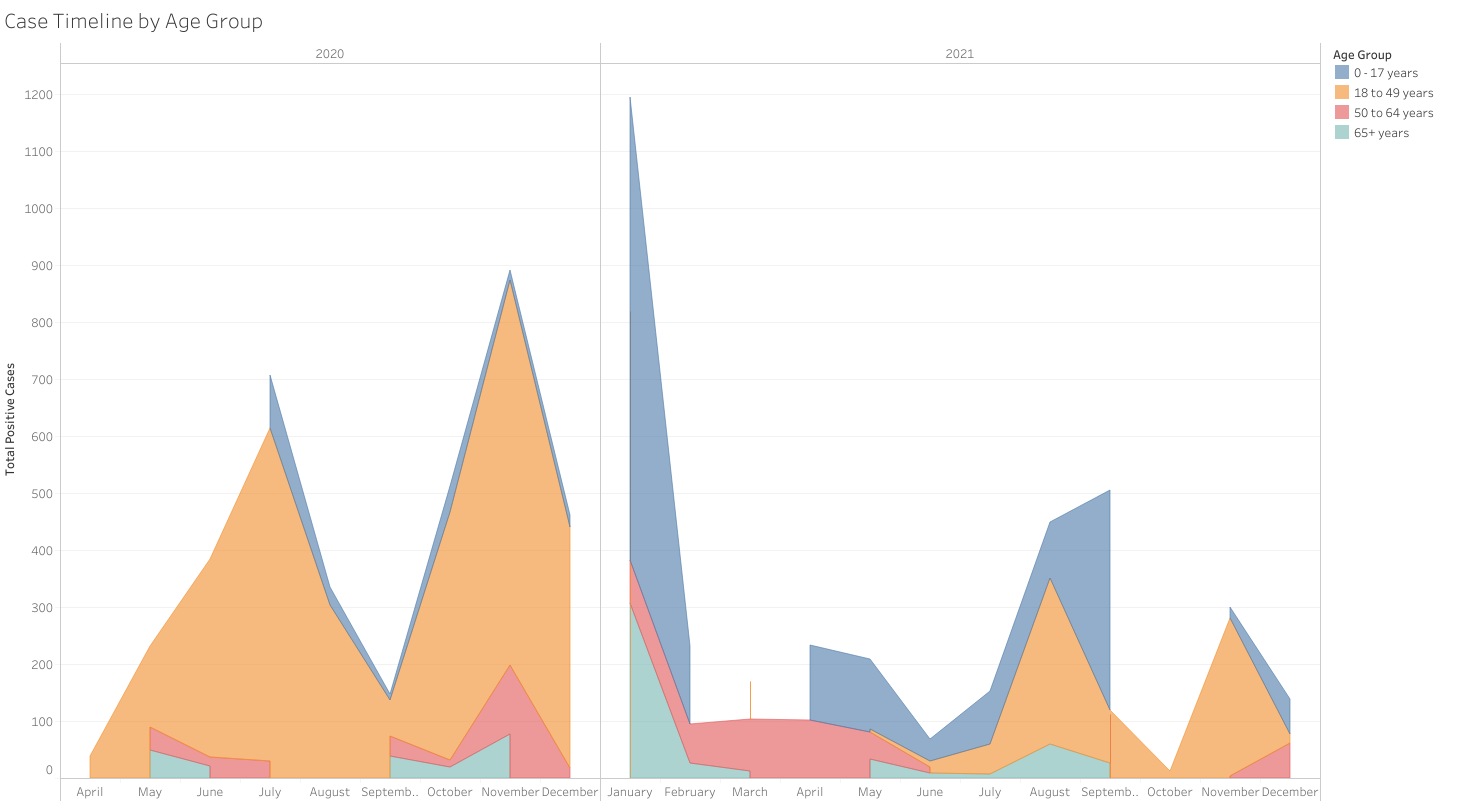 Case Timeline by Age Group
2020
2021
Age Group
0 - 17 years
18 to 49 years
50 to 64 years
65+ years
Total Positive Cases
1200
1100
1000
900
800
700
600
500
400
300
200
100
0
April May June July August Septemb.. October November December January February March April May June July August Septemb.. October November December